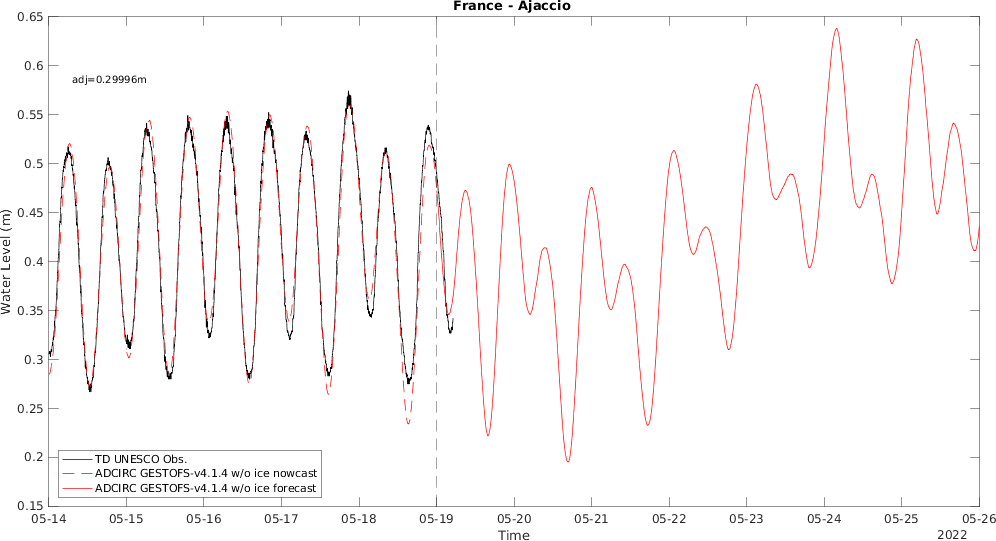 France - Ajaccio
0.65
0.6
adj=0.29996m
0.55
0.5
0.45
0.4
0.35
0.3
0.25
0.2
0.15
Water Level (m)
TD UNESCO Obs.
ADCIRC GESTOFS-v4.1.4 w/o ice nowcast
ADCIRC GESTOFS-v4.1.4 w/o ice forecast
05-14 05-15 05-16 05-17 05-18 05-19 05-20 05-21 05-22 05-23 05-24 05-25 05-26
Time
2022